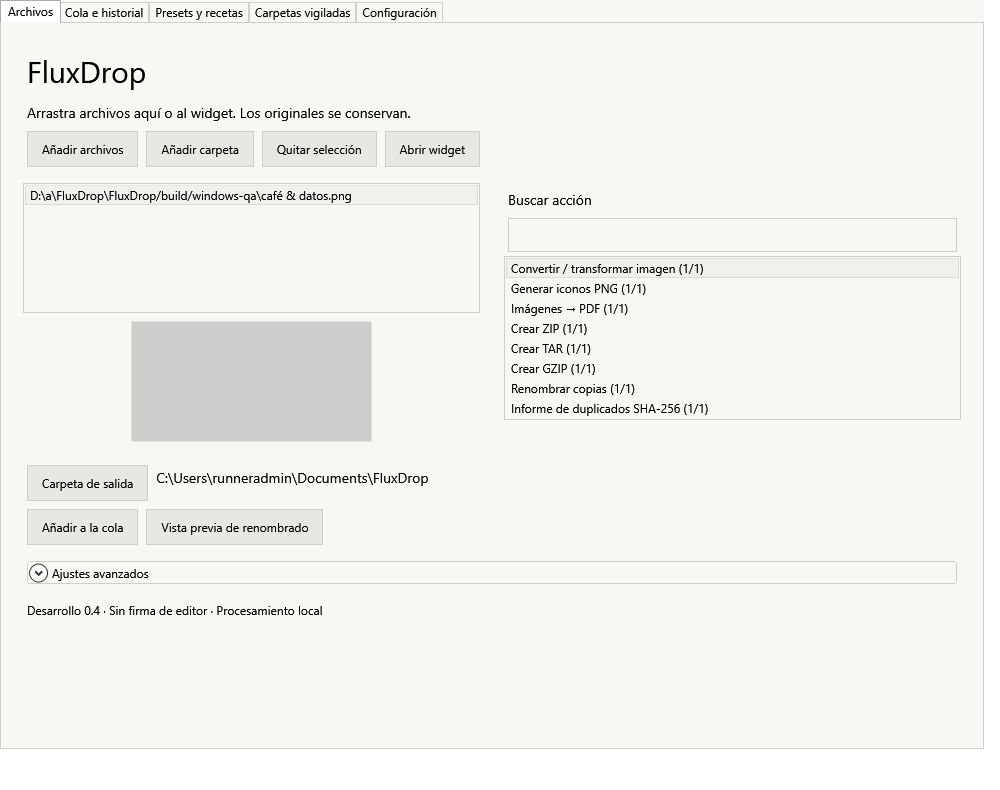 Archivos
Cola e historial
Presets y recetas
Carpetas vigiladas
Configuración
FluxDrop
Arrastra archivos aquí o al widget. Los originales se conservan.
Añadir archivos
Añadir carpeta
Quitar selección
Abrir widget
D:\a\FluxDrop\FluxDrop/build/windows-qa\café & datos.png
Buscar acción
Convertir / transformar imagen (1/1)
Generar iconos PNG (1/1)
Imágenes → PDF (1/1)
Crear ZIP (1/1)
Crear TAR (1/1)
Crear GZIP (1/1)
Renombrar copias (1/1)
Informe de duplicados SHA-256 (1/1)
Carpeta de salida
C:\Users\runneradmin\Documents\FluxDrop
Añadir a la cola
Vista previa de renombrado
Ajustes avanzados
Desarrollo 0.4 · Sin firma de editor · Procesamiento local